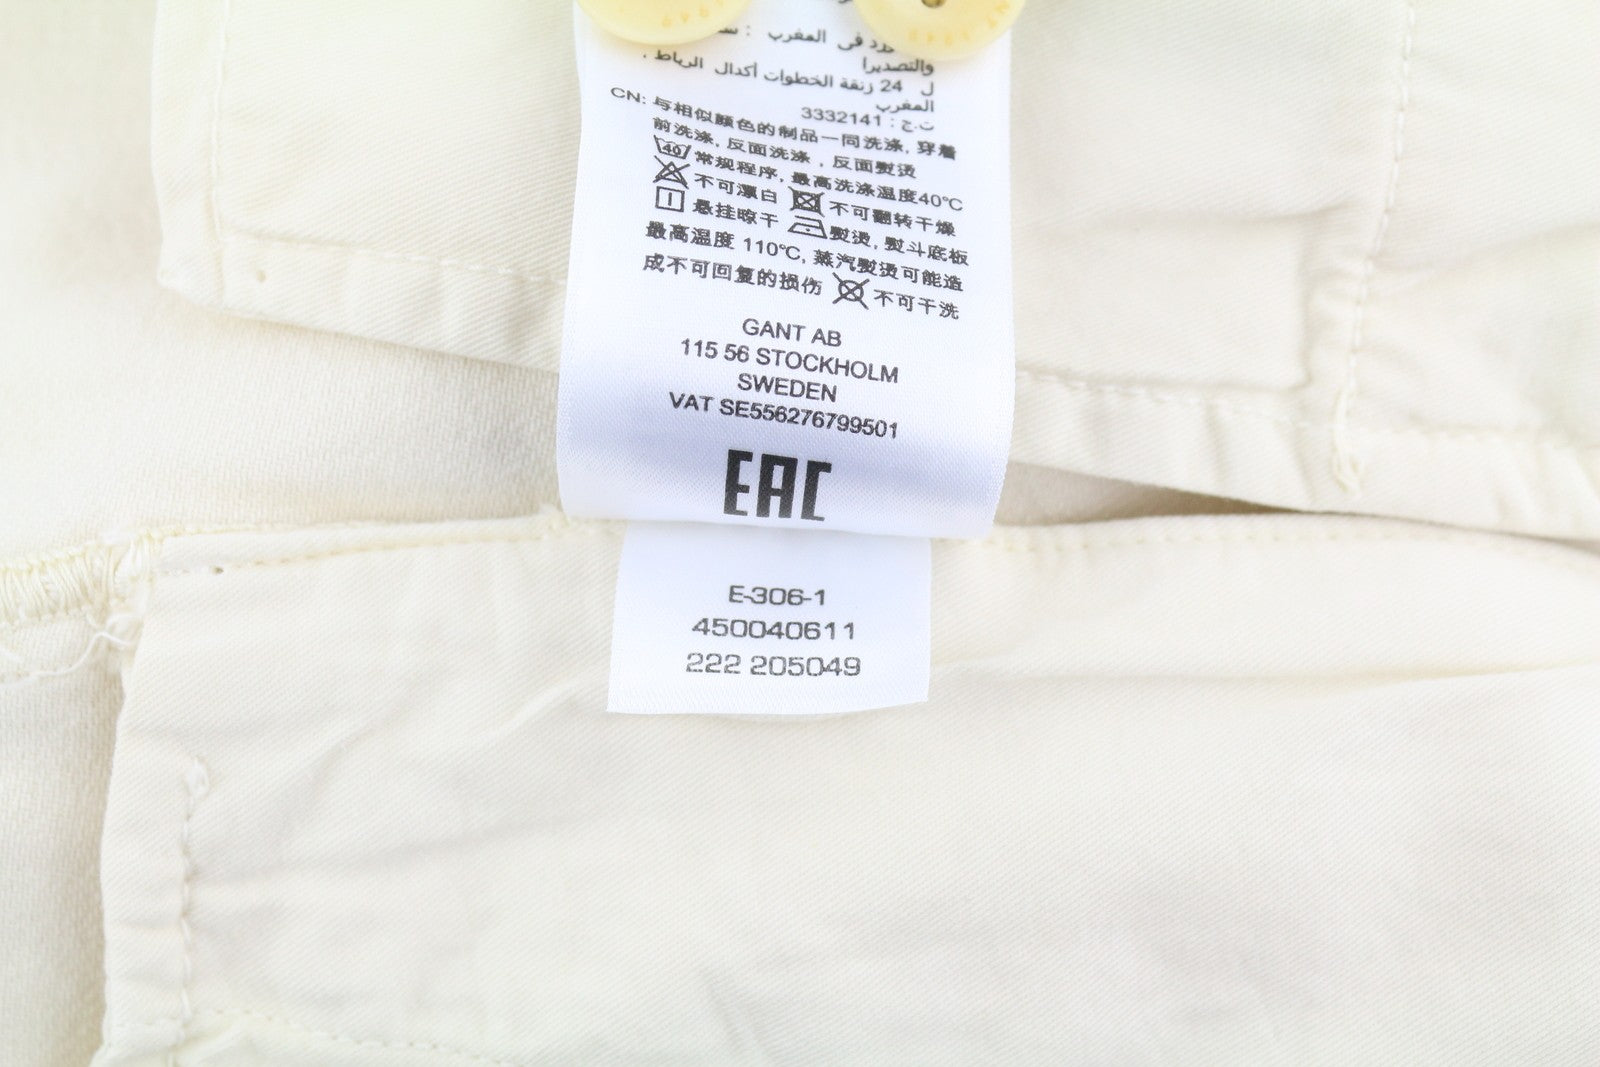 1949
1949
في المغرب :
والتصديرا
ل 24 زنقة الخطوات أكدال الرباط .
المغرب
ت.ج : 3332141
CN: 与相似颜色的制品一同洗涤, 穿着
前洗涤, 反面洗涤 , 反面熨烫
40 常规程序, 最高洗涤温度40℃
不可漂白 不可翻转干燥
悬挂晾干 熨烫, 熨斗底板
最高温度 110℃, 蒸汽熨烫可能造
成不可回复的损伤 不可干洗
GANT AB
115 56 STOCKHOLM
SWEDEN
VAT SE556276799501
EAC
E-306-1
450040611
222 205049